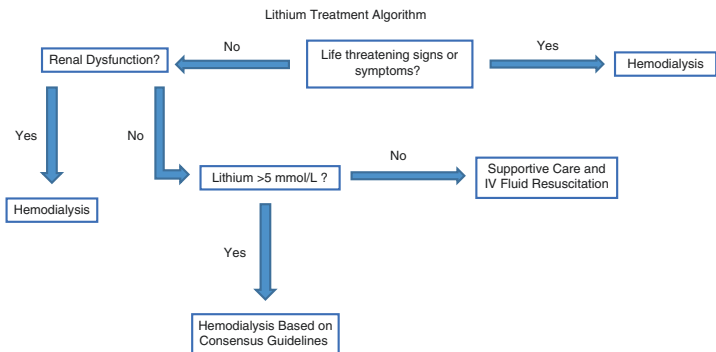 Lithium Treatment Algorithm
No
Yes
Renal Dysfunction?
Life threatening signs or
symptoms?
Hemodialysis
Yes
No
No
Lithium >5 mmol/L ?
Supportive Care and
IV Fluid Resuscitation
Hemodialysis
Yes
Hemodialysis Based on
Consensus Guidelines